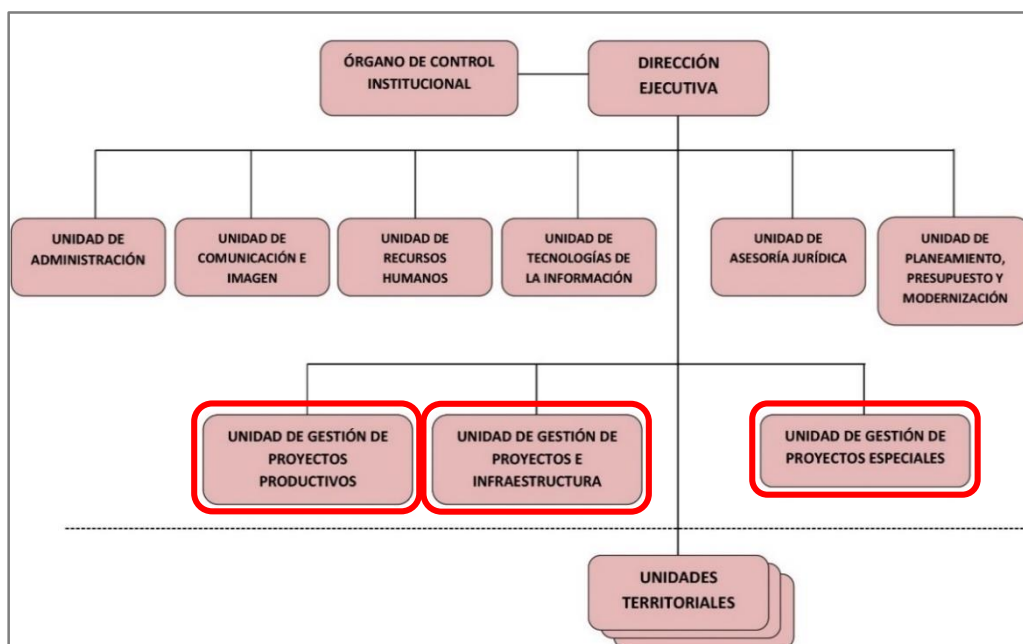 ÓRGANO DE CONTROL
INSTITUCIONAL
DIRECCIÓN
EJECUTIVA
UNIDAD DE
ADMINISTRACIÓN
UNIDAD DE
COMUNICACIÓN E
IMAGEN
UNIDAD DE
RECURSOS
HUMANOS
UNIDAD DE
TECNOLOGÍAS DE
LA INFORMACIÓN
UNIDAD DE
ASESORÍA JURÍDICA
UNIDAD DE
PLANEAMIENTO,
PRESUPUESTO Y
MODERNIZACIÓN
UNIDAD DE GESTIÓN DE
PROYECTOS
PRODUCTIVOS
UNIDAD DE GESTIÓN DE
PROYECTOS E
INFRAESTRUCTURA
UNIDAD DE GESTIÓN DE
PROYECTOS ESPECIALES
UNIDADES
TERRITORIALES